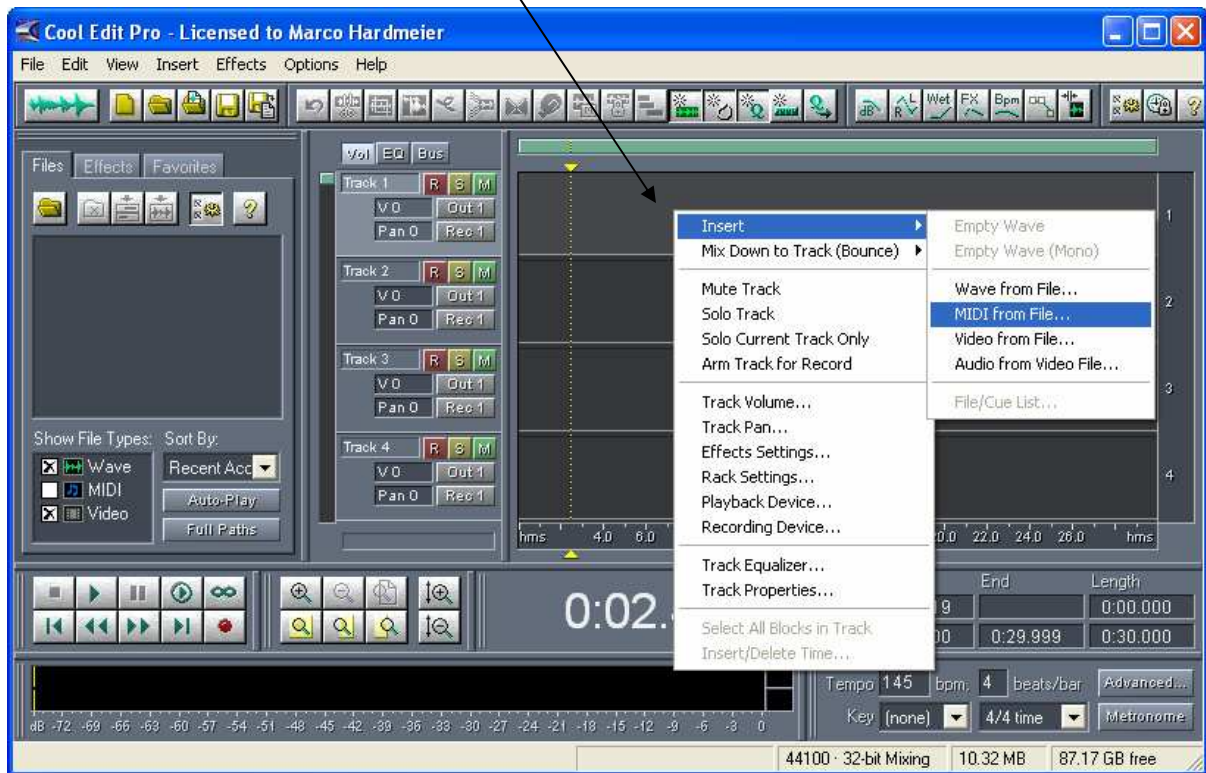 Cool Edit Pro - Licensed to Marco Hardmeier
File Edit View Insert Effects Options Help
dB L R Wet FX Bpm
Files Effects Favorites
Vol EQ Bus
Track 1 R S M
V 0 Out 1
Pan 0 Rec 1
1
Track 2 R S M
V 0 Out 1
Pan 0 Rec 1
2
Track 3 R S M
V 0 Out 1
Pan 0 Rec 1
3
Track 4 R S M
V 0 Out 1
Pan 0 Rec 1
4
Show File Types: Sort By:
Wave Recent Acc
MIDI Auto-Play
Video Full Paths
Insert
Mix Down to Track (Bounce)
Mute Track
Solo Track
Solo Current Track Only
Arm Track for Record
Track Volume...
Track Pan...
Effects Settings...
Rack Settings...
Playback Device...
Recording Device...
Track Equalizer...
Track Properties...
Select All Blocks in Track
Insert/Delete Time...
Empty Wave
Empty Wave (Mono)
Wave from File...
MIDI from File...
Video from File...
Audio from Video File...
File/Cue List...
hms 4.0 6.0 22.0 24.0 26.0 hms
0:02.
End Length
9 0:00.000
0:29.999 0:30.000
Tempo 145 bpm, 4 beats/bar Advanced...
Key (none) 4/4 time Metronome
dB -72 -69 -66 -63 -60 -57 -54 -51 -48 -45 -42 -39 -36 -33 -30 -27 -24 -21 -18 -15 -12 -9 -6 -3 0
44100 · 32-bit Mixing 10.32 MB 87.17 GB free